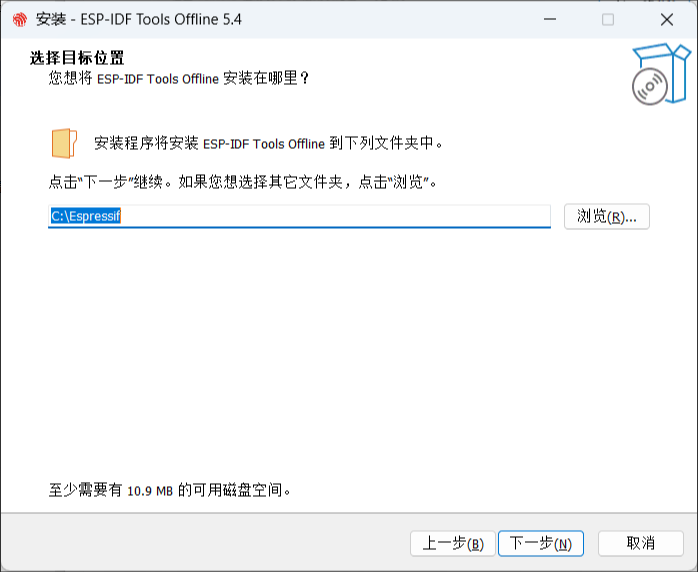 安装 - ESP-IDF Tools Offline 5.4
选择目标位置
您想将 ESP-IDF Tools Offline 安装在哪里？
安装程序将安装 ESP-IDF Tools Offline 到下列文件夹中。
点击“下一步”继续。如果您想选择其它文件夹，点击“浏览”。
C:\Espressif
浏览(R)...
至少需要有 10.9 MB 的可用磁盘空间。
上一步(B)
下一步(N)
取消